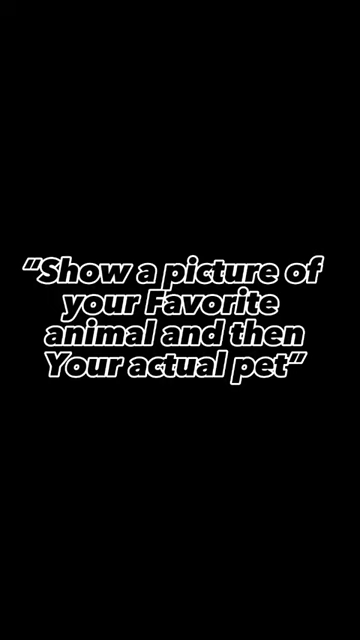 “Show a picture of
your Favorite
animal and then
Your actual pet”